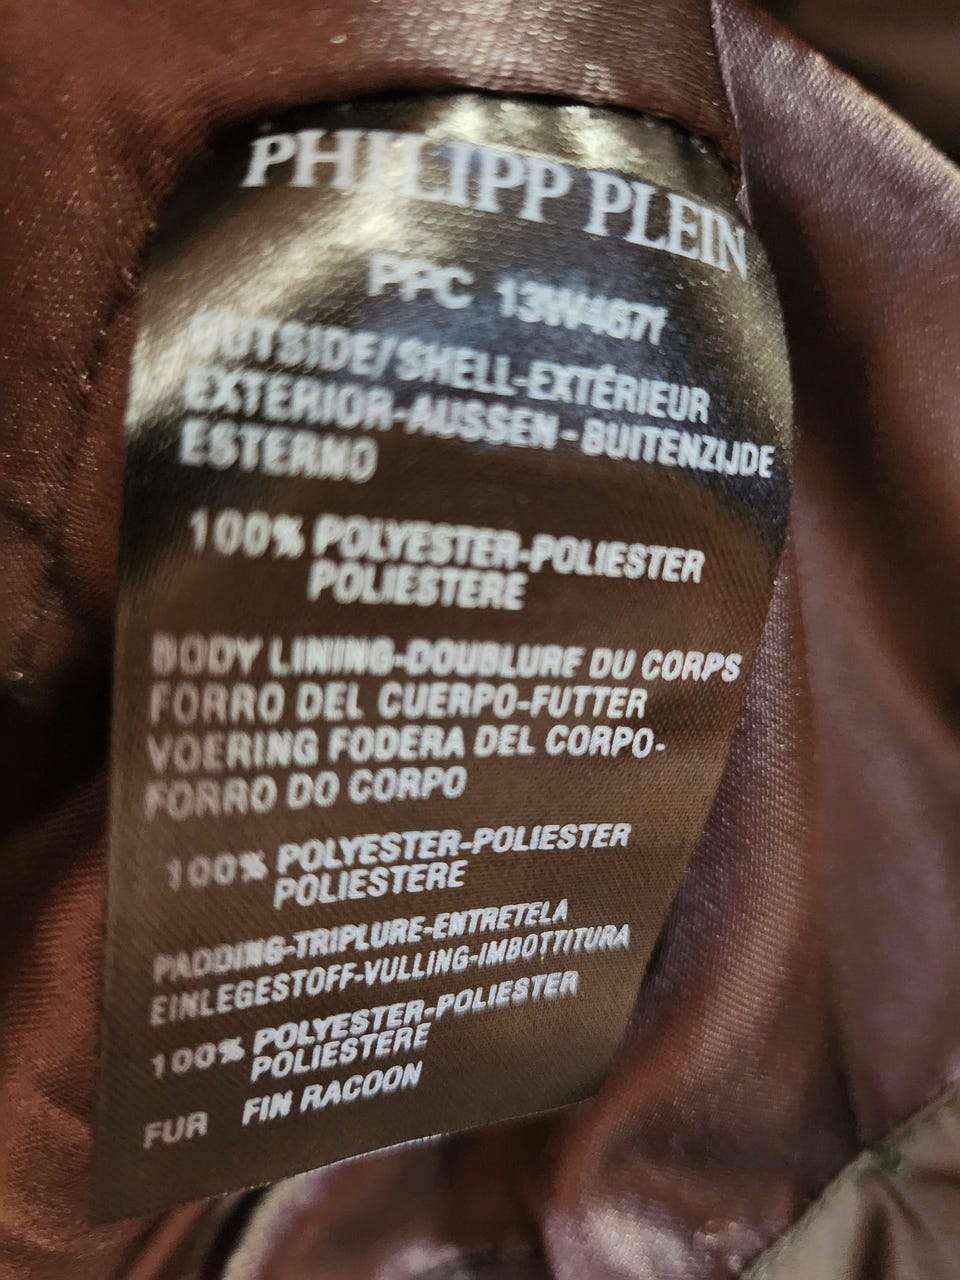 PHILIPP PLEIN
PPC 13W467f
OUTSIDE/SHELL-EXTÉRIEUR
EXTERIOR-AUSSEN-BUITENZIJDE
ESTERNO
100% POLYESTER-POLIESTER
POLIESTERE
BODY LINING-DOUBLURE DU CORPS
FORRO DEL CUERPO-FUTTER
VOERING FODERA DEL CORPO-
FORRO DO CORPO
100% POLYESTER-POLIESTER
POLIESTERE
PADDING-TRIPLURE-ENTRETELA
EINLEGESTOFF-VULLING-IMBOTTITURA
100% POLYESTER-POLIESTER
POLIESTERE
FUR FIN RACOON